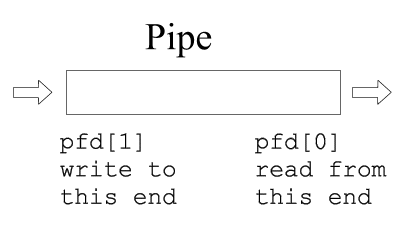 Pipe
pfd[1]
write to
this end
pfd[0]
read from
this end